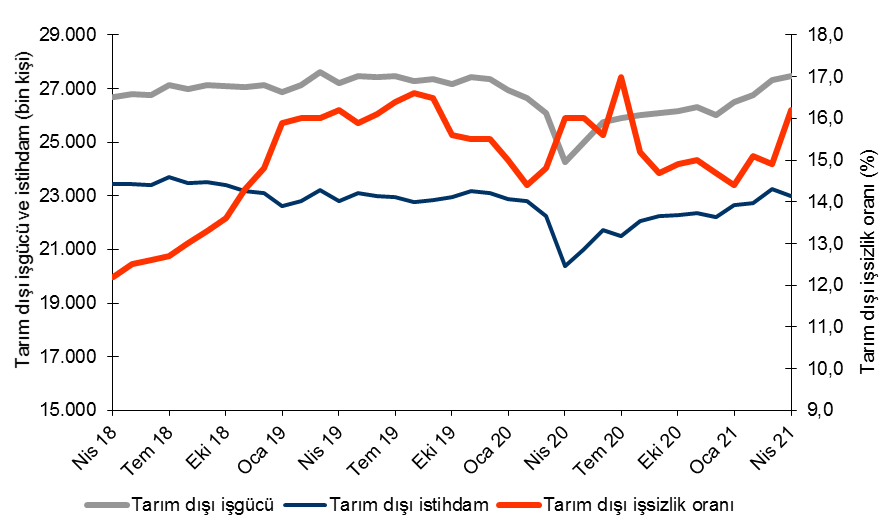 Tarım dışı işgücü ve istihdam (bin kişi)
29.000
27.000
25.000
23.000
21.000
19.000
17.000
15.000
18,0
17,0
16,0
15,0
14,0
13,0
12,0
11,0
10,0
9,0
Tarım dışı işsizlik oranı (%)
Nis 18
Tem 18
Eki 18
Oca 19
Nis 19
Tem 19
Eki 19
Oca 20
Nis 20
Tem 20
Eki 20
Oca 21
Nis 21
Tarım dışı işgücü
Tarım dışı istihdam
Tarım dışı işsizlik oranı